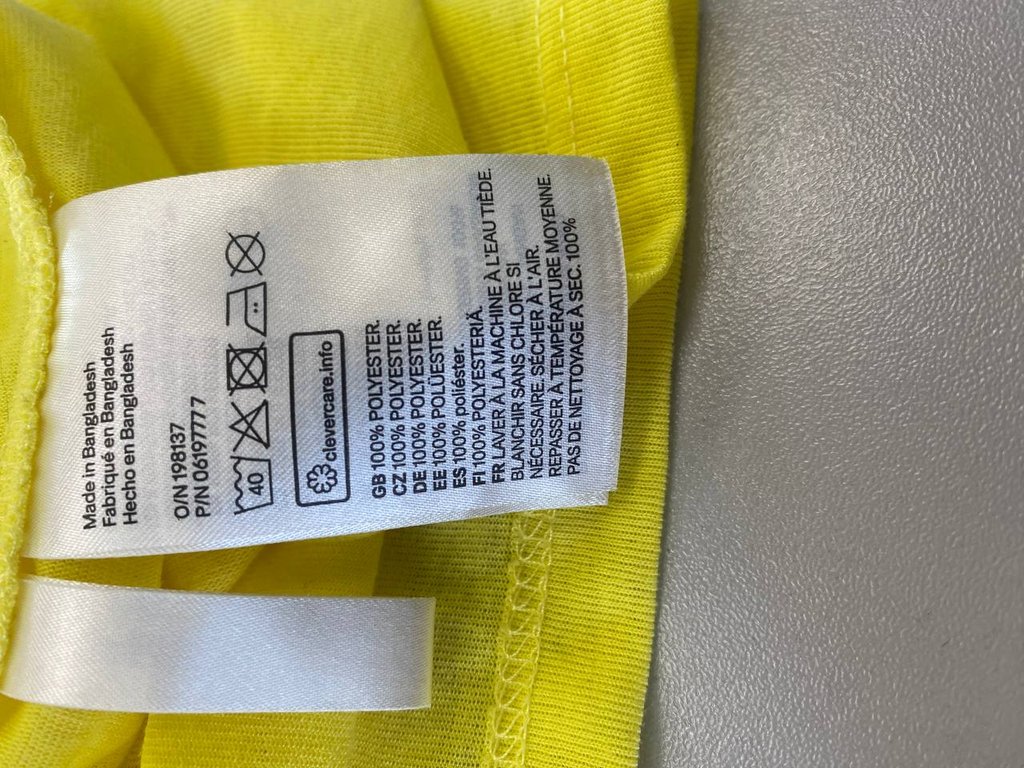 Made in Bangladesh
Fabriqué en Bangladesh
Hecho en Bangladesh
O/N 198137
P/N 06197777
40
clevercare.info
GB 100% POLYESTER.
CZ 100% POLYESTER.
DE 100% POLYESTER.
EE 100% POLÜESTER.
ES 100% poliéster.
FI 100% POLYESTERIÄ.
FR LAVER À LA MACHINE À L'EAU TIÈDE.
BLANCHIR SANS CHLORE SI
NÉCESSAIRE. SÉCHER À L'AIR.
REPASSER À TEMPÉRATURE MOYENNE.
PAS DE NETTOYAGE À SEC. 100%